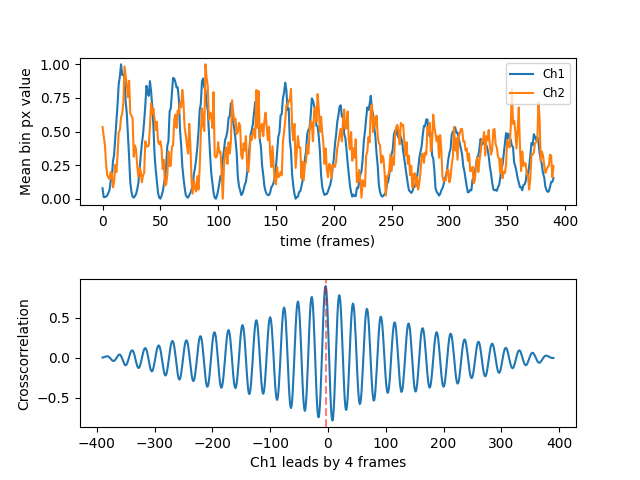 1.00
0.75
0.50
0.25
0.00
Mean bin px value
Ch1
Ch2
0 50 100 150 200 250 300 350 400
time (frames)
0.5
0.0
−0.5
Crosscorrelation
−400 −300 −200 −100 0 100 200 300 400
Ch1 leads by 4 frames